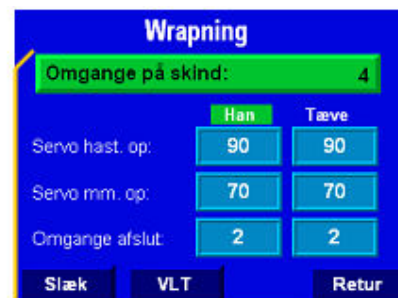 Wrapning
Omgange på skind: 4
Han Tæve
Servo hast. op: 90 90
Servo mm. op: 70 70
Omgange afslut: 2 2
Slæk VLT Retur